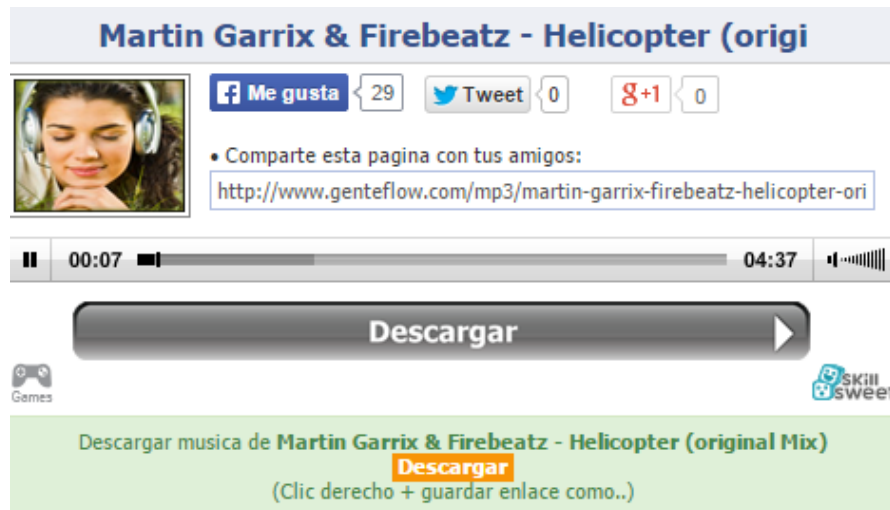 Martin Garrix & Firebeatz - Helicopter (origi
Me gusta 29 Tweet 0 g+1 0
• Comparte esta pagina con tus amigos:
http://www.genteflow.com/mp3/martin-garrix-firebeatz-helicopter-ori
00:07 04:37
Descargar
Games
SKILL
sweet
Descargar musica de Martin Garrix & Firebeatz - Helicopter (original Mix)
Descargar
(Clic derecho + guardar enlace como..)